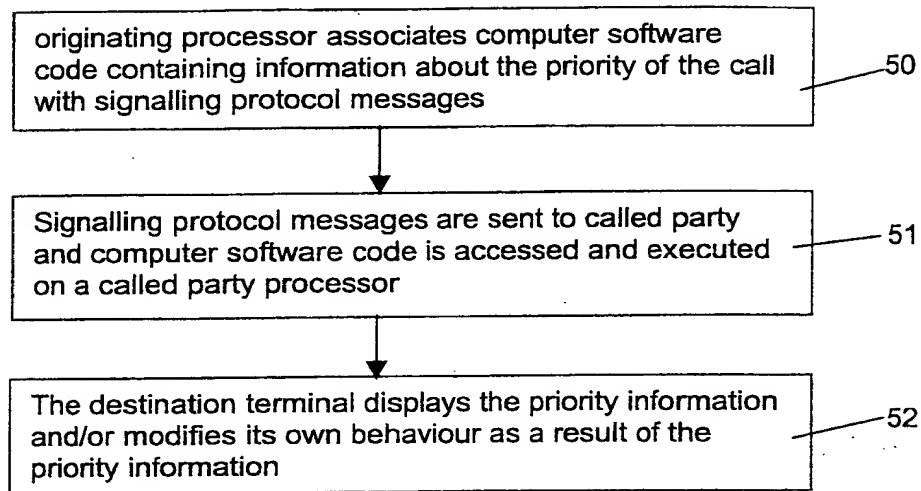 originating processor associates computer software
code containing information about the priority of the call
with signalling protocol messages
50
Signalling protocol messages are sent to called party
and computer software code is accessed and executed
on a called party processor
51
The destination terminal displays the priority information
and/or modifies its own behaviour as a result of the
priority information
52